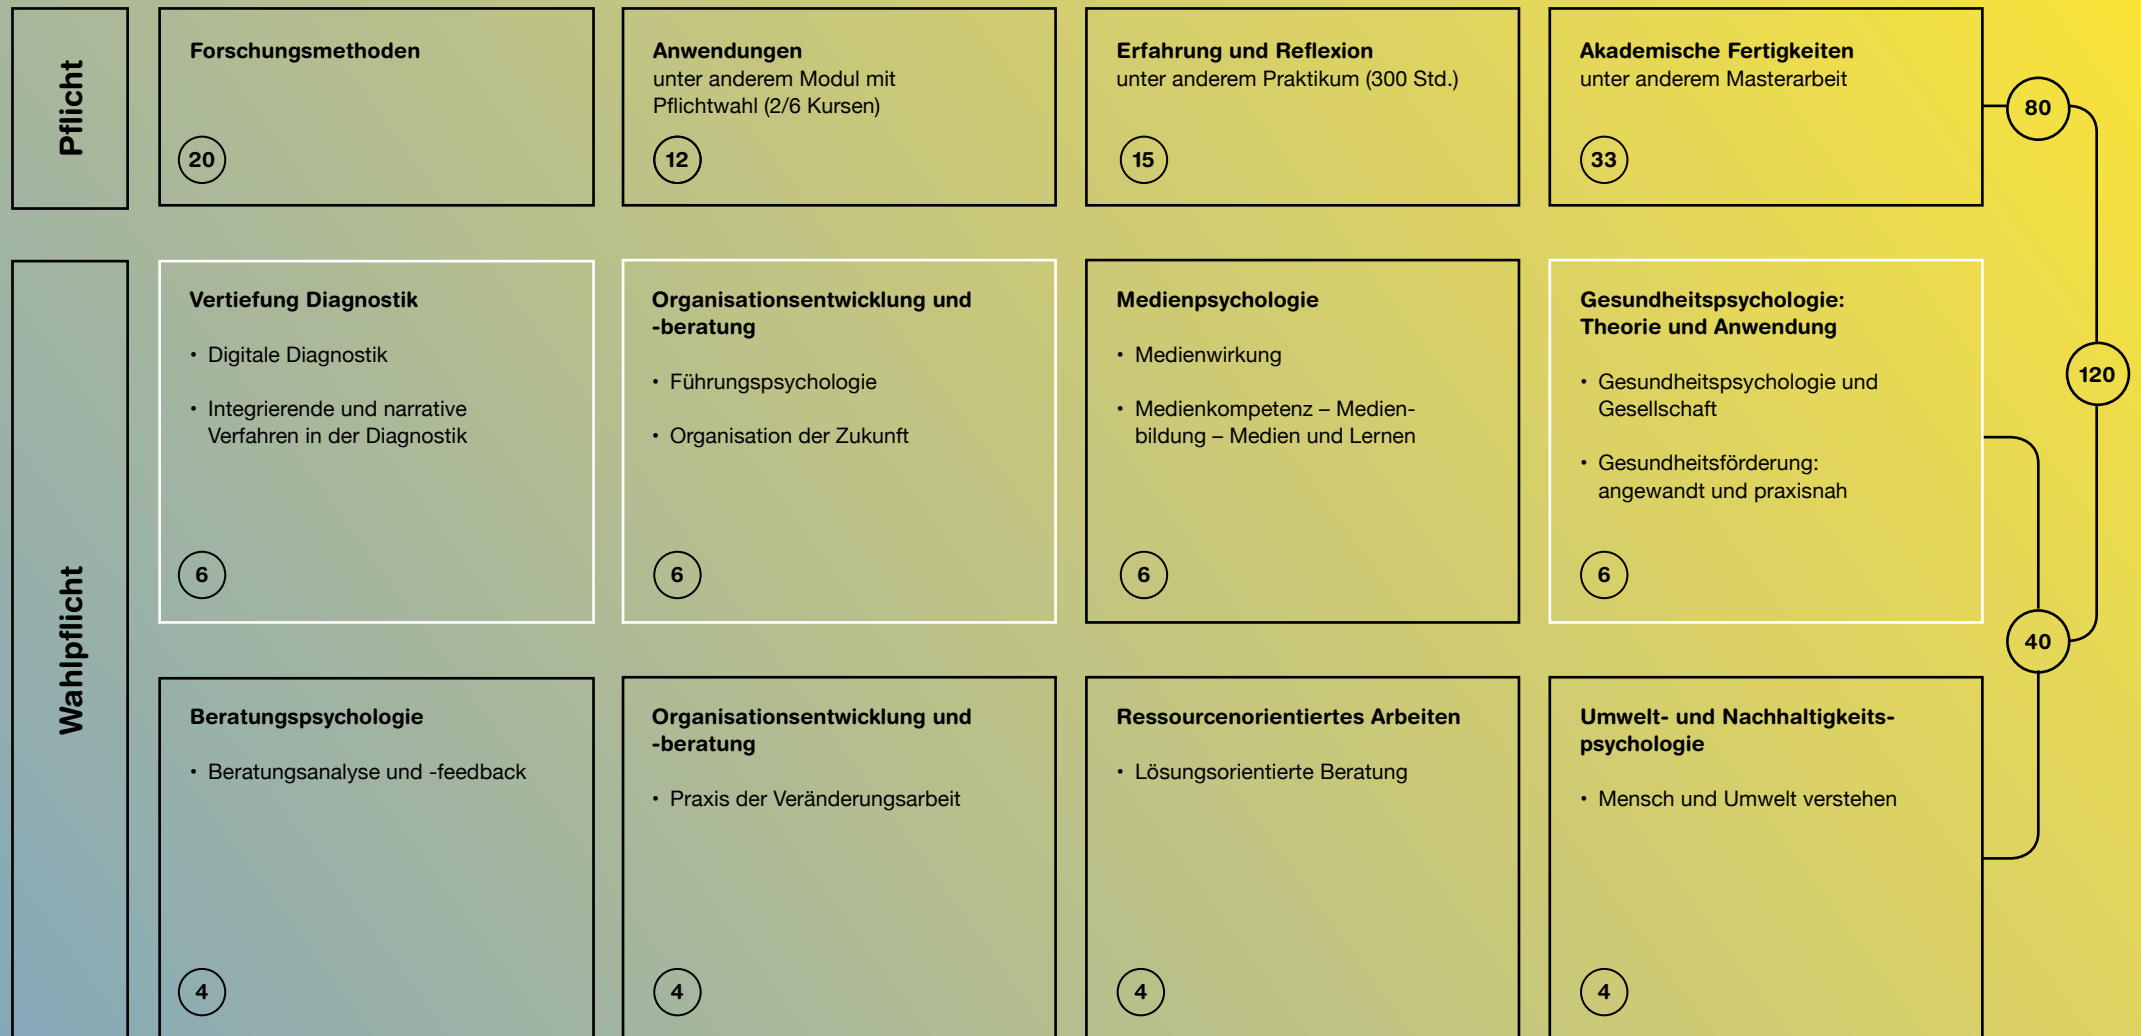 Pflicht
Forschungsmethoden
20
Anwendungen
unter anderem Modul mit
Pflichtwahl (2/6 Kursen)
12
Erfahrung und Reflexion
unter anderem Praktikum (300 Std.)
15
Akademische Fertigkeiten
unter anderem Masterarbeit
33
80
120
Wahlpflicht
Vertiefung Diagnostik
• Digitale Diagnostik
• Integrierende und narrative
Verfahren in der Diagnostik
6
Organisationsentwicklung und
-beratung
• Führungspsychologie
• Organisation der Zukunft
6
Medienpsychologie
• Medienwirkung
• Medienkompetenz – Medien-
bildung – Medien und Lernen
6
Gesundheitspsychologie:
Theorie und Anwendung
• Gesundheitspsychologie und
Gesellschaft
• Gesundheitsförderung:
angewandt und praxisnah
6
40
Beratungspsychologie
• Beratungsanalyse und -feedback
4
Organisationsentwicklung und
-beratung
• Praxis der Veränderungsarbeit
4
Ressourcenorientiertes Arbeiten
• Lösungsorientierte Beratung
4
Umwelt- und Nachhaltigkeits-
psychologie
• Mensch und Umwelt verstehen
4